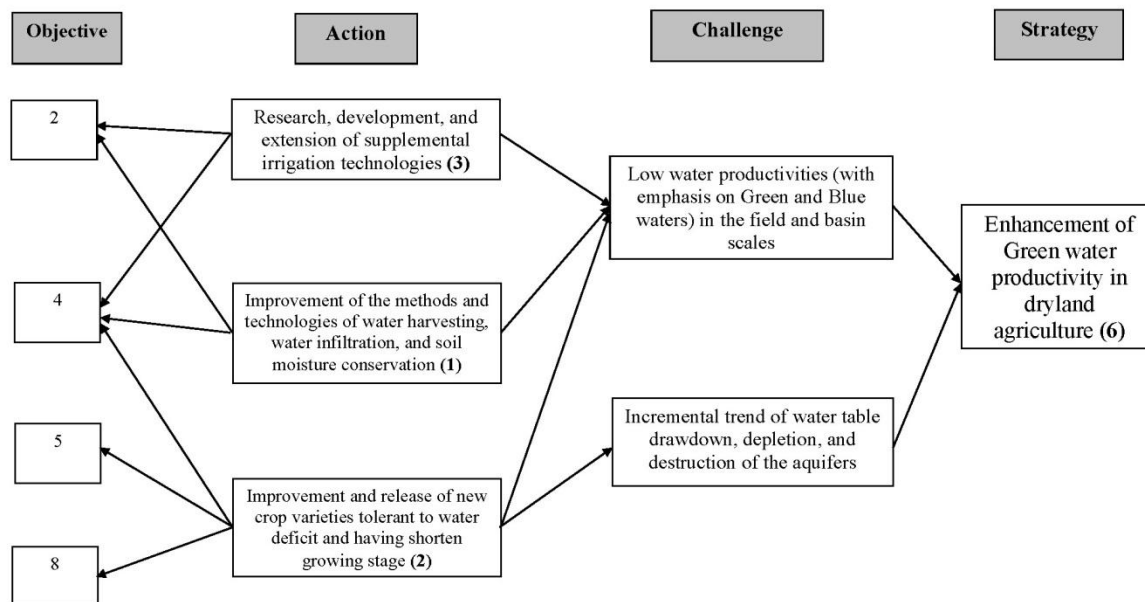 Objective
Action
Challenge
Strategy
2
Research, development, and
extension of supplemental
irrigation technologies (3)
Low water productivities (with
emphasis on Green and Blue
waters) in the field and basin
scales
Enhancement of
Green water
productivity in
dryland
agriculture (6)
4
Improvement of the methods and
technologies of water harvesting,
water infiltration, and soil
moisture conservation (1)
5
Incremental trend of water table
drawdown, depletion, and
destruction of the aquifers
Improvement and release of new
crop varieties tolerant to water
deficit and having shorten
growing stage (2)
8